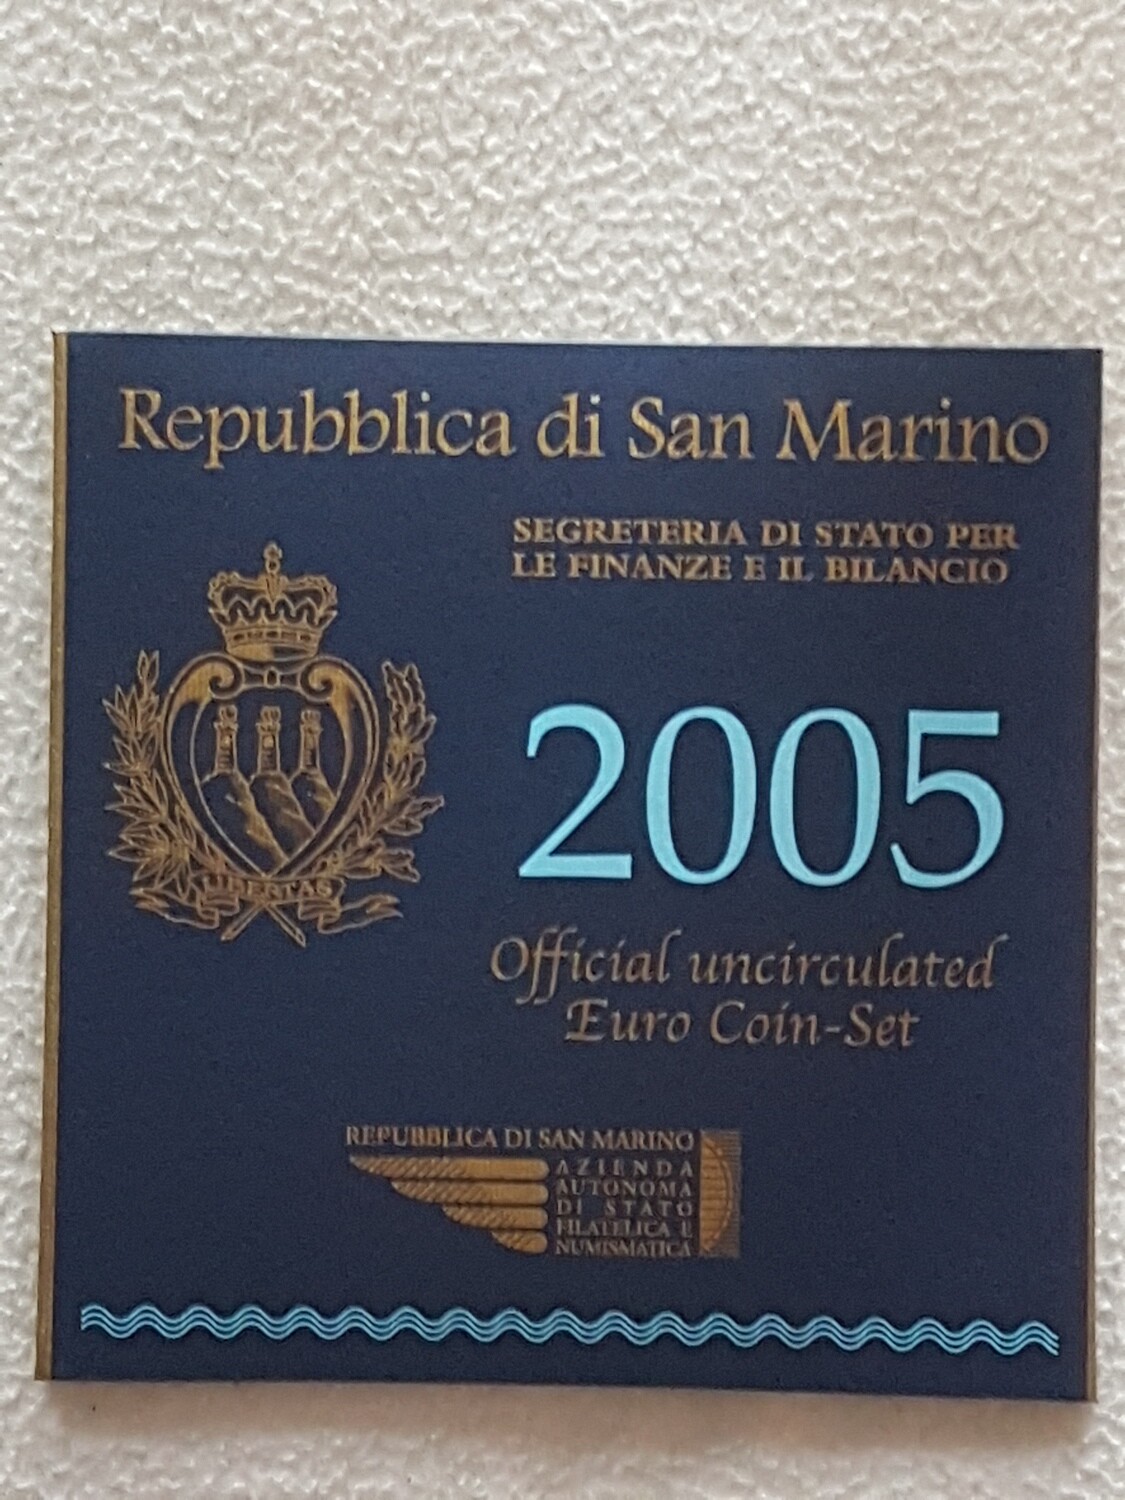 Repubblica di San Marino
SEGRETERIA DI STATO PER
LE FINANZE E IL BILANCIO
LIBERTAS
2005
Official uncirculated
Euro Coin-Set
REPUBBLICA DI SAN MARINO
AZIENDA
AUTONOMA
DI STATO
FILATELICA E
NUMISMATICA